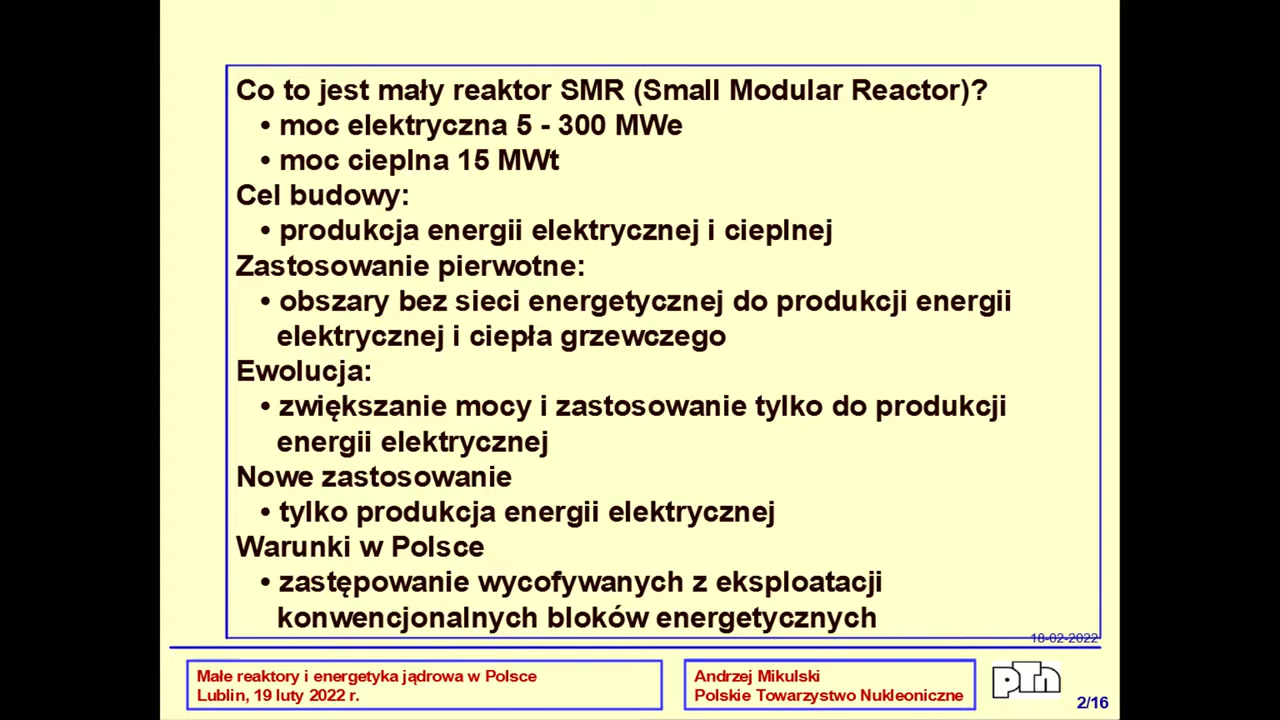 Co to jest mały reaktor SMR (Small Modular Reactor)?
• moc elektryczna 5 - 300 MWe
• moc cieplna 15 MWt
Cel budowy:
• produkcja energii elektrycznej i cieplnej
Zastosowanie pierwotne:
• obszary bez sieci energetycznej do produkcji energii
elektrycznej i ciepła grzewczego
Ewolucja:
• zwiększanie mocy i zastosowanie tylko do produkcji
energii elektrycznej
Nowe zastosowanie
• tylko produkcja energii elektrycznej
Warunki w Polsce
• zastępowanie wycofywanych z eksploatacji
konwencjonalnych bloków energetycznych
18-02-2022
Małe reaktory i energetyka jądrowa w Polsce
Lublin, 19 luty 2022 r.
Andrzej Mikulski
Polskie Towarzystwo Nukleoniczne
ptn
2/16